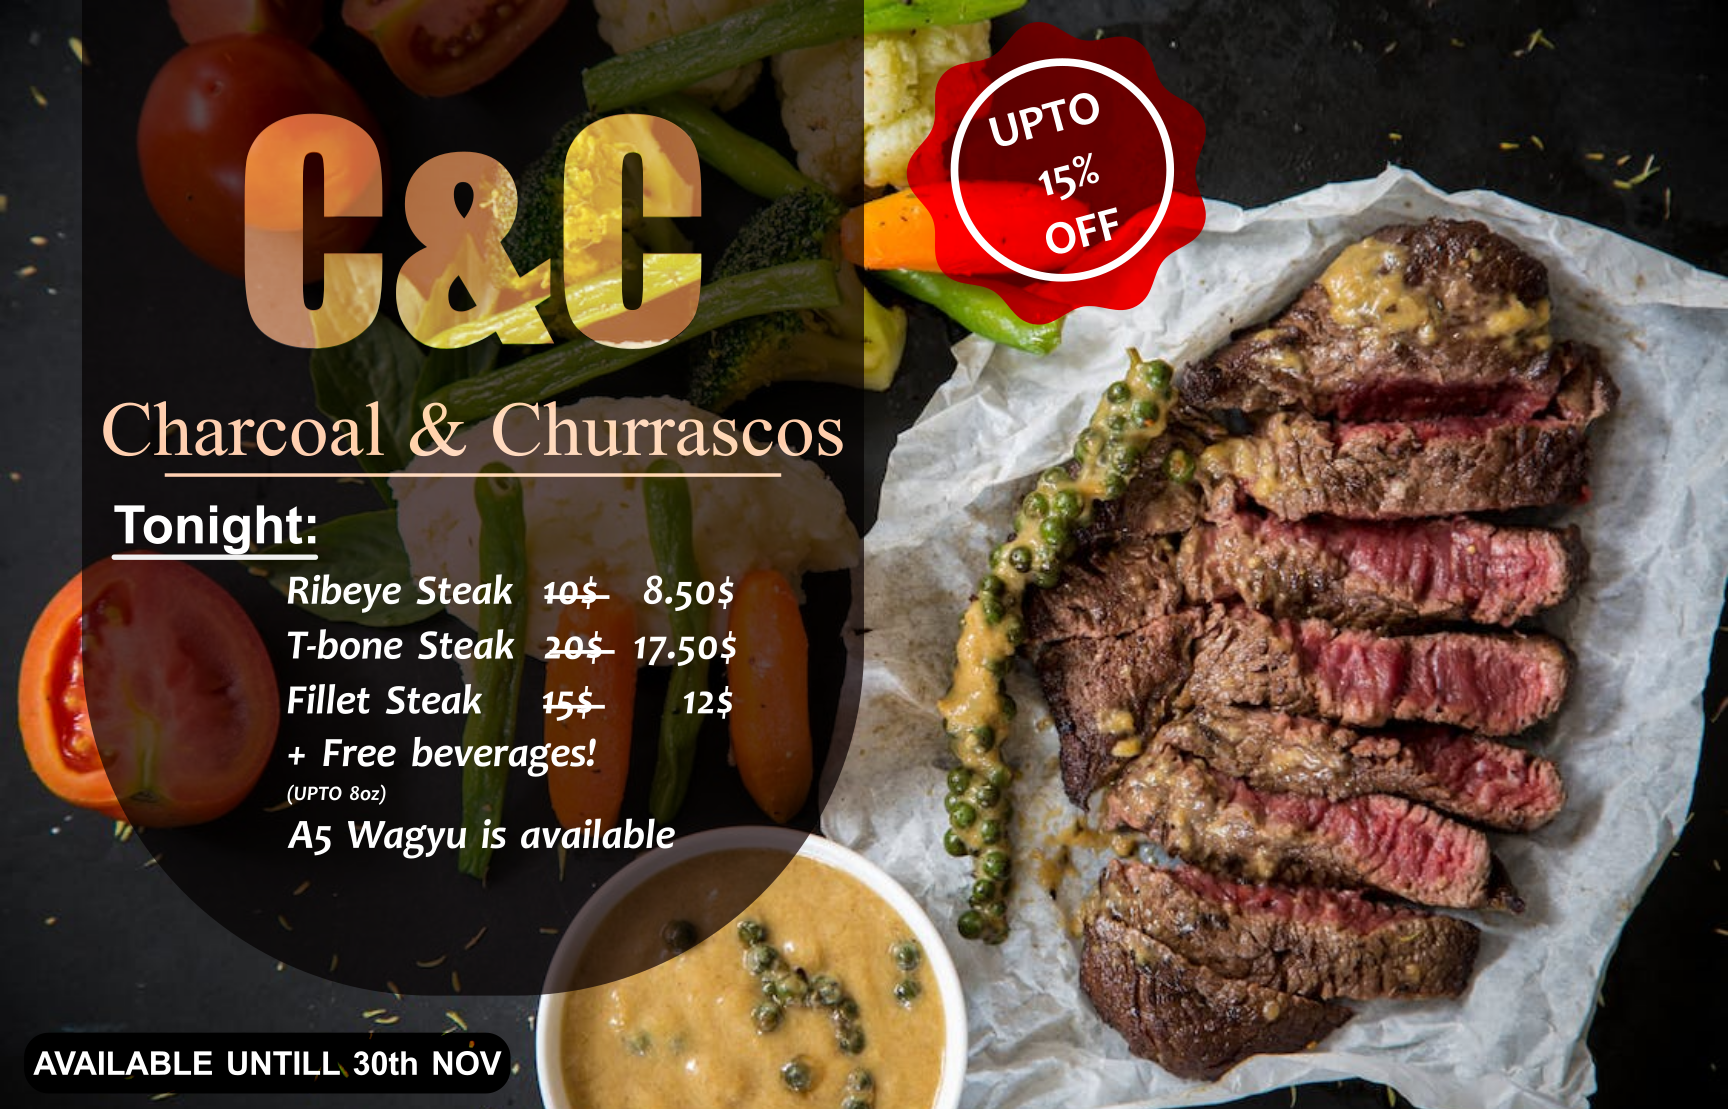 C&C
Charcoal & Churrascos
Tonight:
Ribeye Steak 10$ 8.50$
T-bone Steak 20$ 17.50$
Fillet Steak 15$ 12$
+ Free beverages!
(UPTO 8oz)
A5 Wagyu is available
AVAILABLE UNTILL 30th NOV
UPTO
15%
OFF